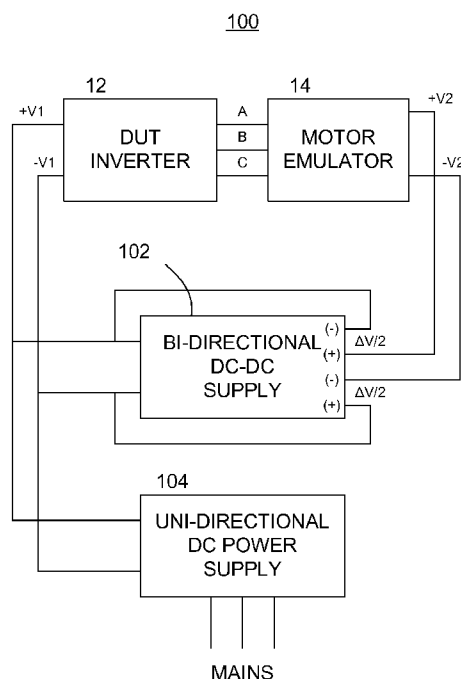 100
12
14
+V1
A
+V2
DUT
INVERTER
B
MOTOR
EMULATOR
-V1
C
-V2
102
BI-DIRECTIONAL
DC-DC
SUPPLY
(-)
(+)
ΔV/2
(-)
(+)
ΔV/2
104
UNI-DIRECTIONAL
DC POWER
SUPPLY
MAINS